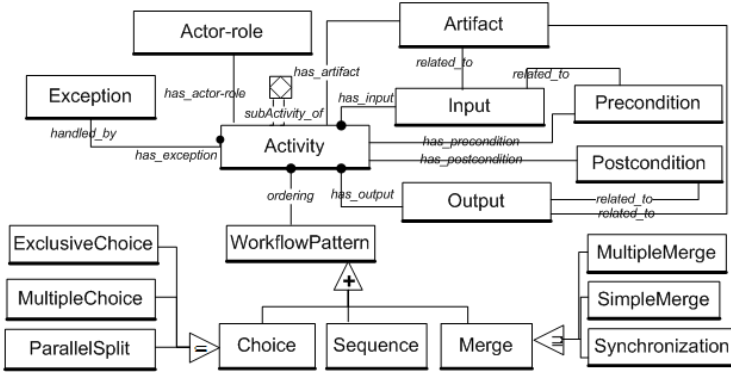 Actor-role
Artifact
has_artifact
related_to
related_to
Exception
has_actor-role
subActivity_of
has_input
Input
Precondition
handled_by
has_exception
Activity
has_precondition
has_postcondition
Postcondition
ordering
has_output
Output
related_to
related_to
ExclusiveChoice
WorkflowPattern
MultipleMerge
MultipleChoice
+
SimpleMerge
ParallelSplit
=
Choice
Sequence
Merge
=
Synchronization